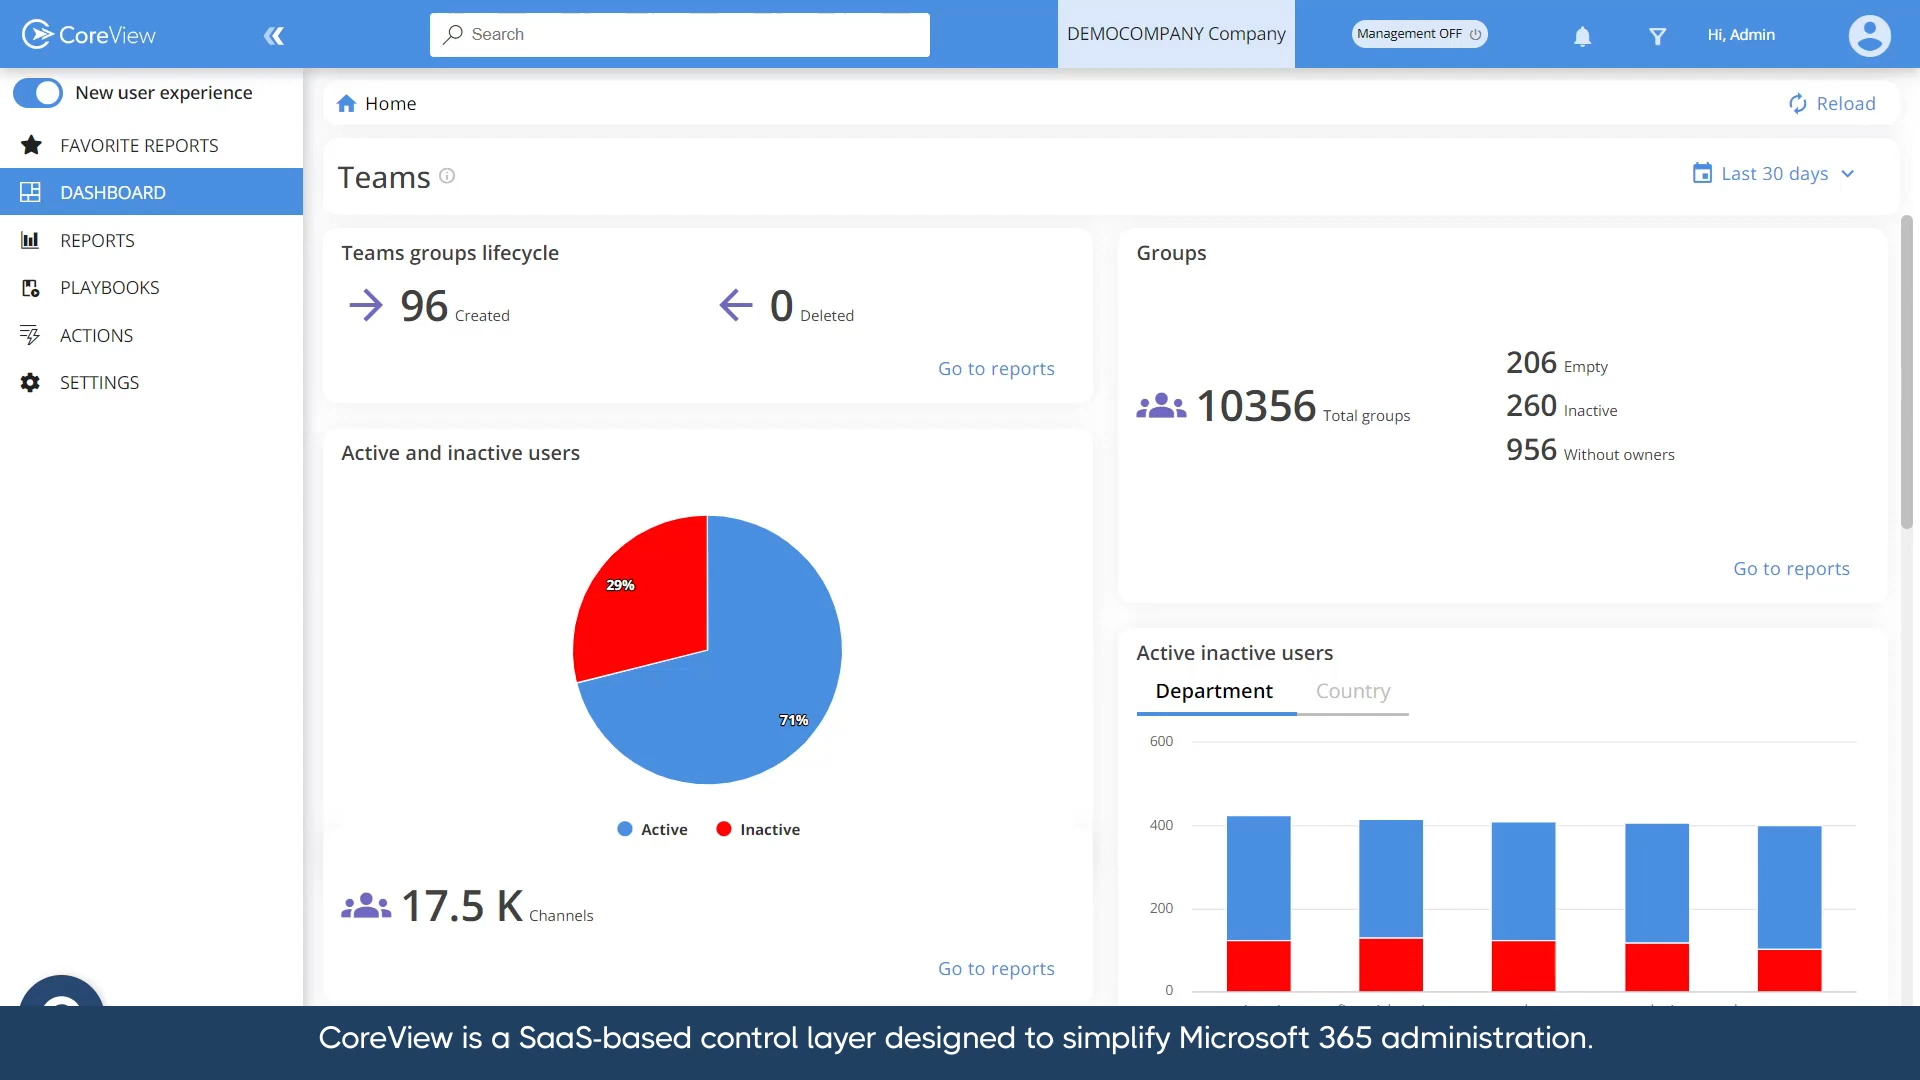 CoreView
Search
DEMOCOMPANY Company
Management OFF
Hi, Admin
New user experience
FAVORITE REPORTS
DASHBOARD
REPORTS
PLAYBOOKS
ACTIONS
SETTINGS
Home
Reload
Teams
Last 30 days
Teams groups lifecycle
96 Created
0 Deleted
Go to reports
Groups
10356 Total groups
206 Empty
260 Inactive
956 Without owners
Go to reports
Active and inactive users
29%
71%
Active
Inactive
17.5 K Channels
Go to reports
Active inactive users
Department
Country
600
400
200
0
CoreView is a SaaS-based control layer designed to simplify Microsoft 365 administration.